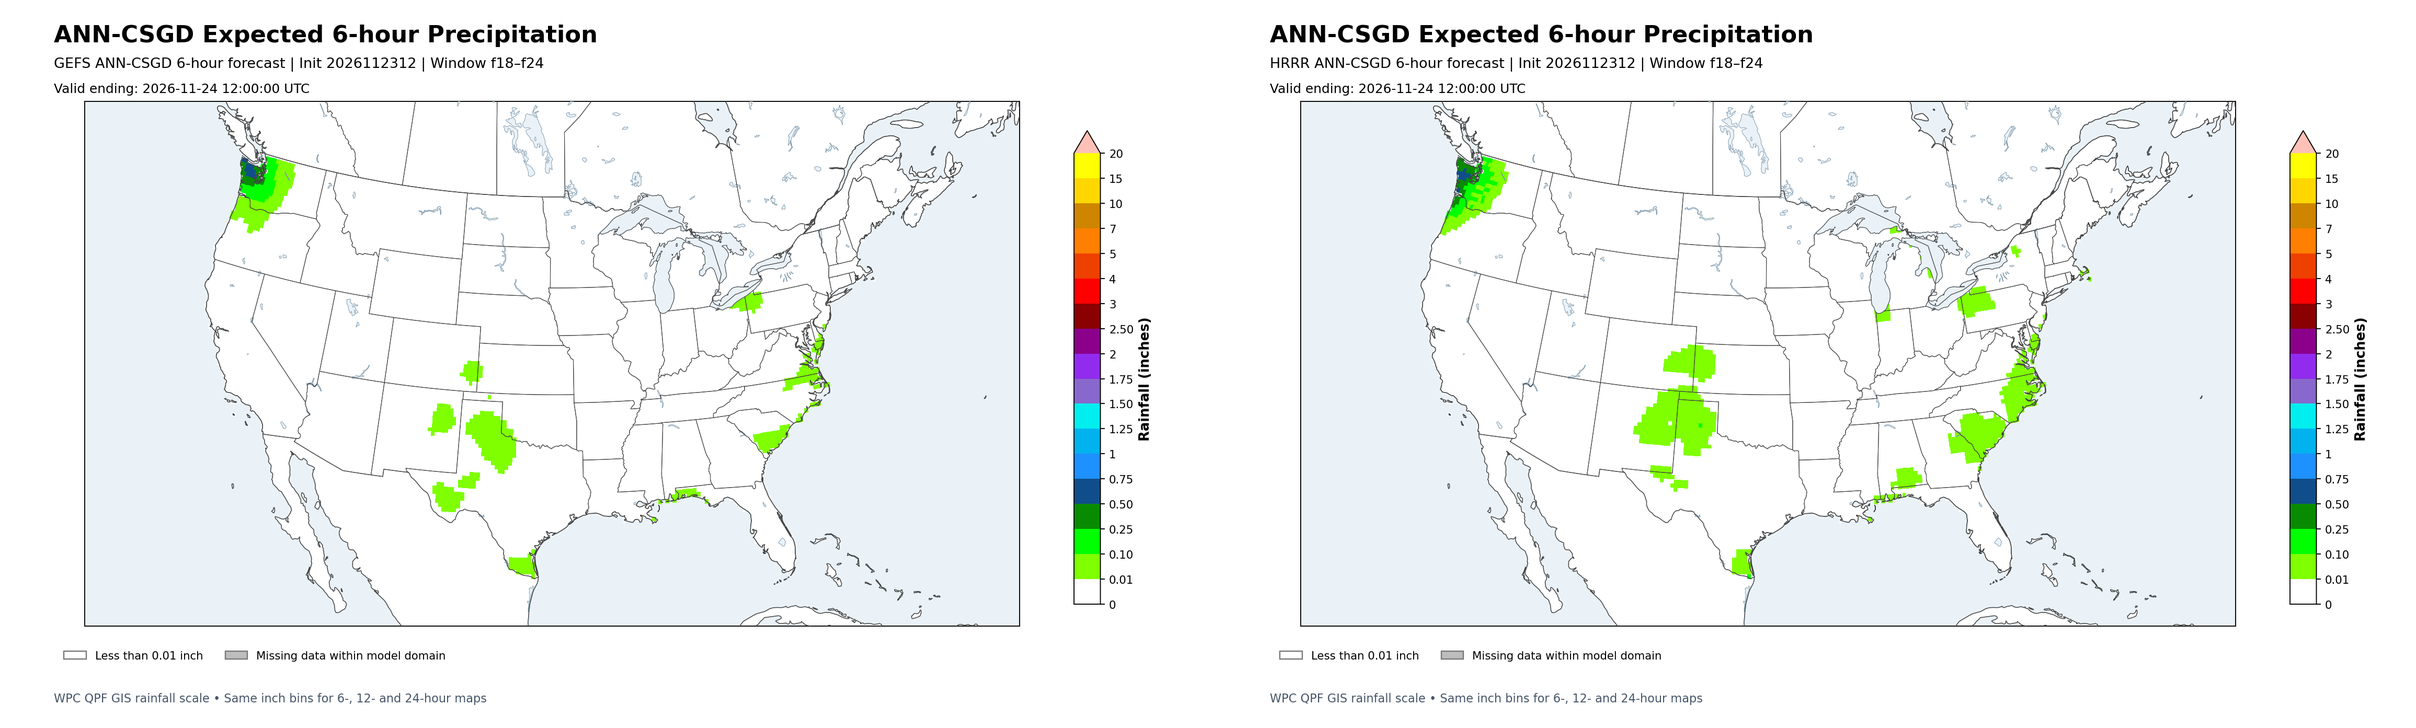 ANN-CSGD Expected 6-hour Precipitation
GEFS ANN-CSGD 6-hour forecast | Init 2026112312 | Window f18–f24
Valid ending: 2026-11-24 12:00:00 UTC
20
15
10
7
5
4
3
2.50
2
1.75
1.50
1.25
1
0.75
0.50
0.25
0.10
0.01
0
Rainfall (inches)
Less than 0.01 inch
Missing data within model domain
WPC QPF GIS rainfall scale • Same inch bins for 6-, 12- and 24-hour maps
ANN-CSGD Expected 6-hour Precipitation
HRRR ANN-CSGD 6-hour forecast | Init 2026112312 | Window f18–f24
Valid ending: 2026-11-24 12:00:00 UTC
20
15
10
7
5
4
3
2.50
2
1.75
1.50
1.25
1
0.75
0.50
0.25
0.10
0.01
0
Rainfall (inches)
Less than 0.01 inch
Missing data within model domain
WPC QPF GIS rainfall scale • Same inch bins for 6-, 12- and 24-hour maps